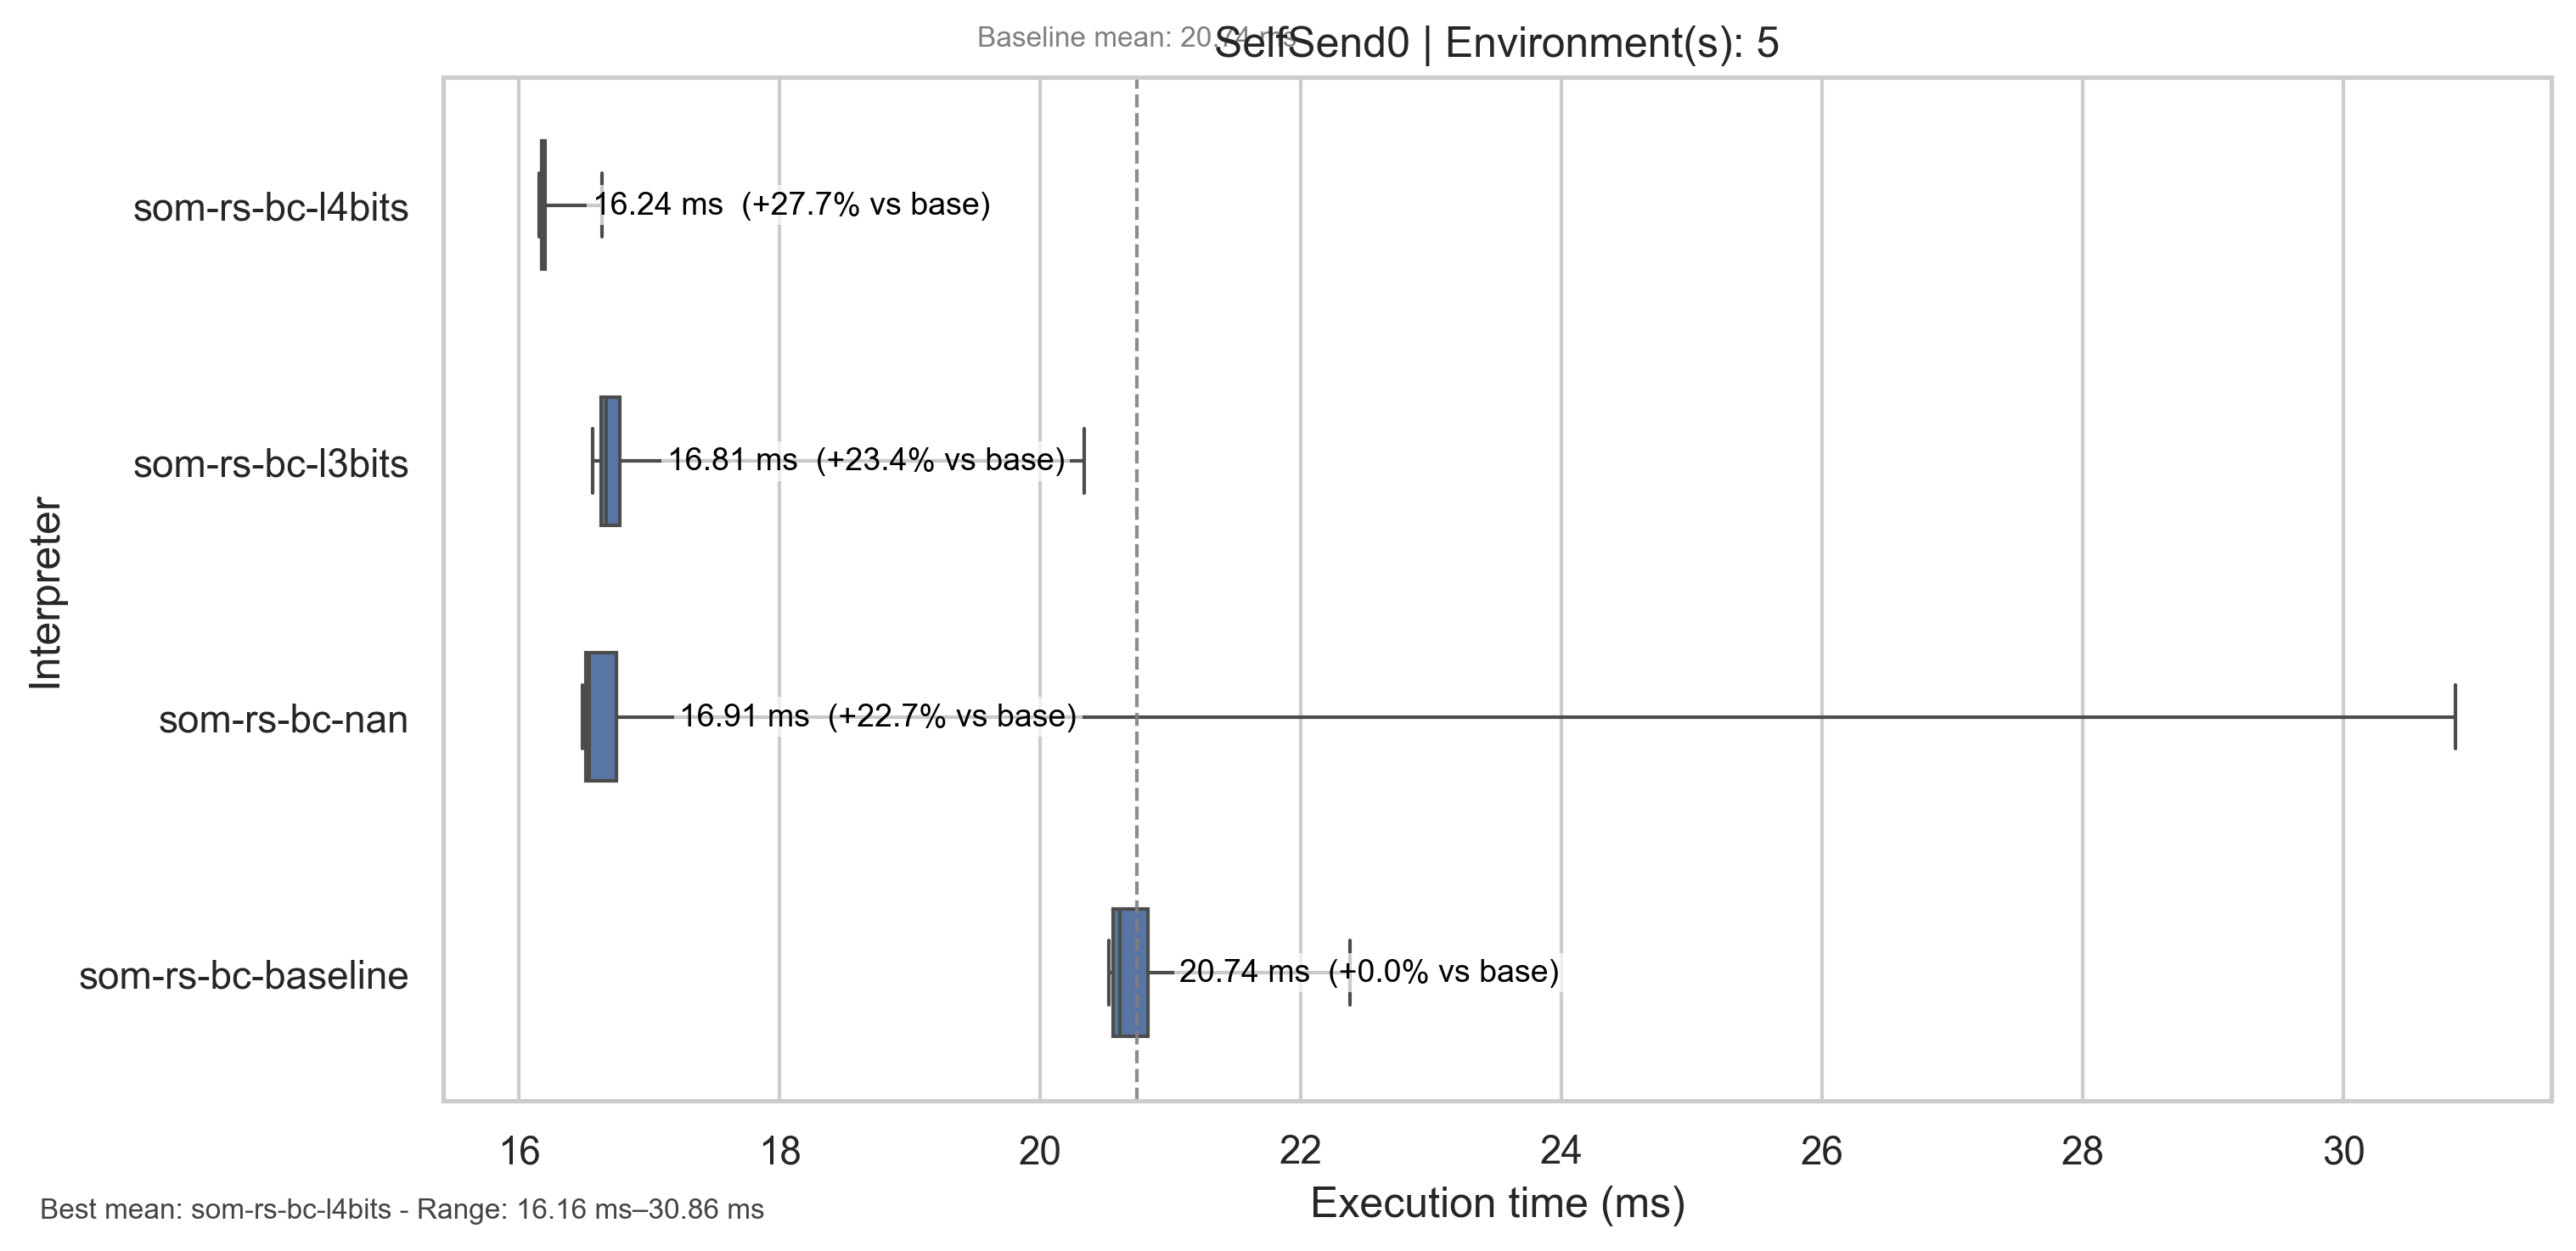 Baseline mean: 20.74 ms
SelfSend0 | Environment(s): 5
Interpreter
som-rs-bc-l4bits
16.24 ms (+27.7% vs base)
som-rs-bc-l3bits
16.81 ms (+23.4% vs base)
som-rs-bc-nan
16.91 ms (+22.7% vs base)
som-rs-bc-baseline
20.74 ms (+0.0% vs base)
16 18 20 22 24 26 28 30
Execution time (ms)
Best mean: som-rs-bc-l4bits - Range: 16.16 ms–30.86 ms